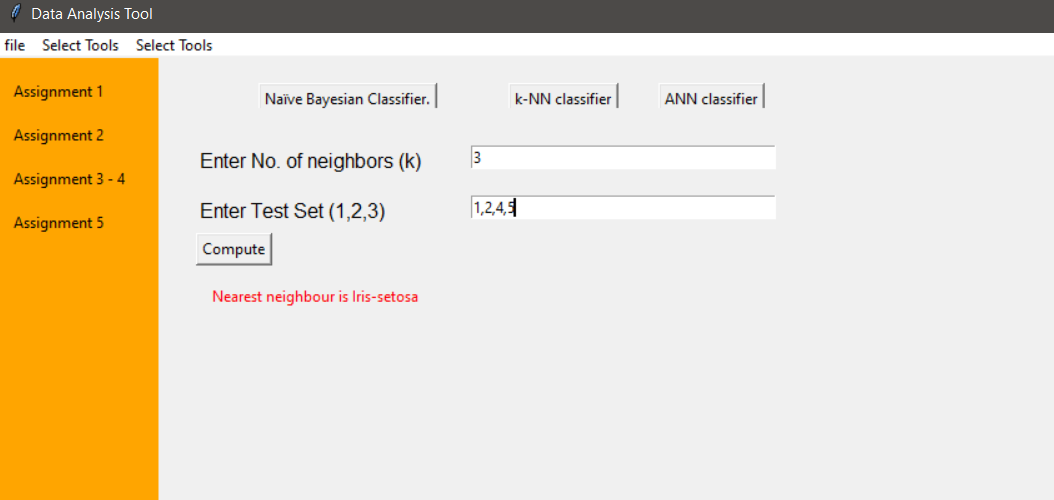 Data Analysis Tool
file Select Tools Select Tools
Assignment 1
Assignment 2
Assignment 3 - 4
Assignment 5
Naïve Bayesian Classifier. k-NN classifier ANN classifier
Enter No. of neighbors (k) 3
Enter Test Set (1,2,3) 1,2,4,5
Compute
Nearest neighbour is Iris-setosa